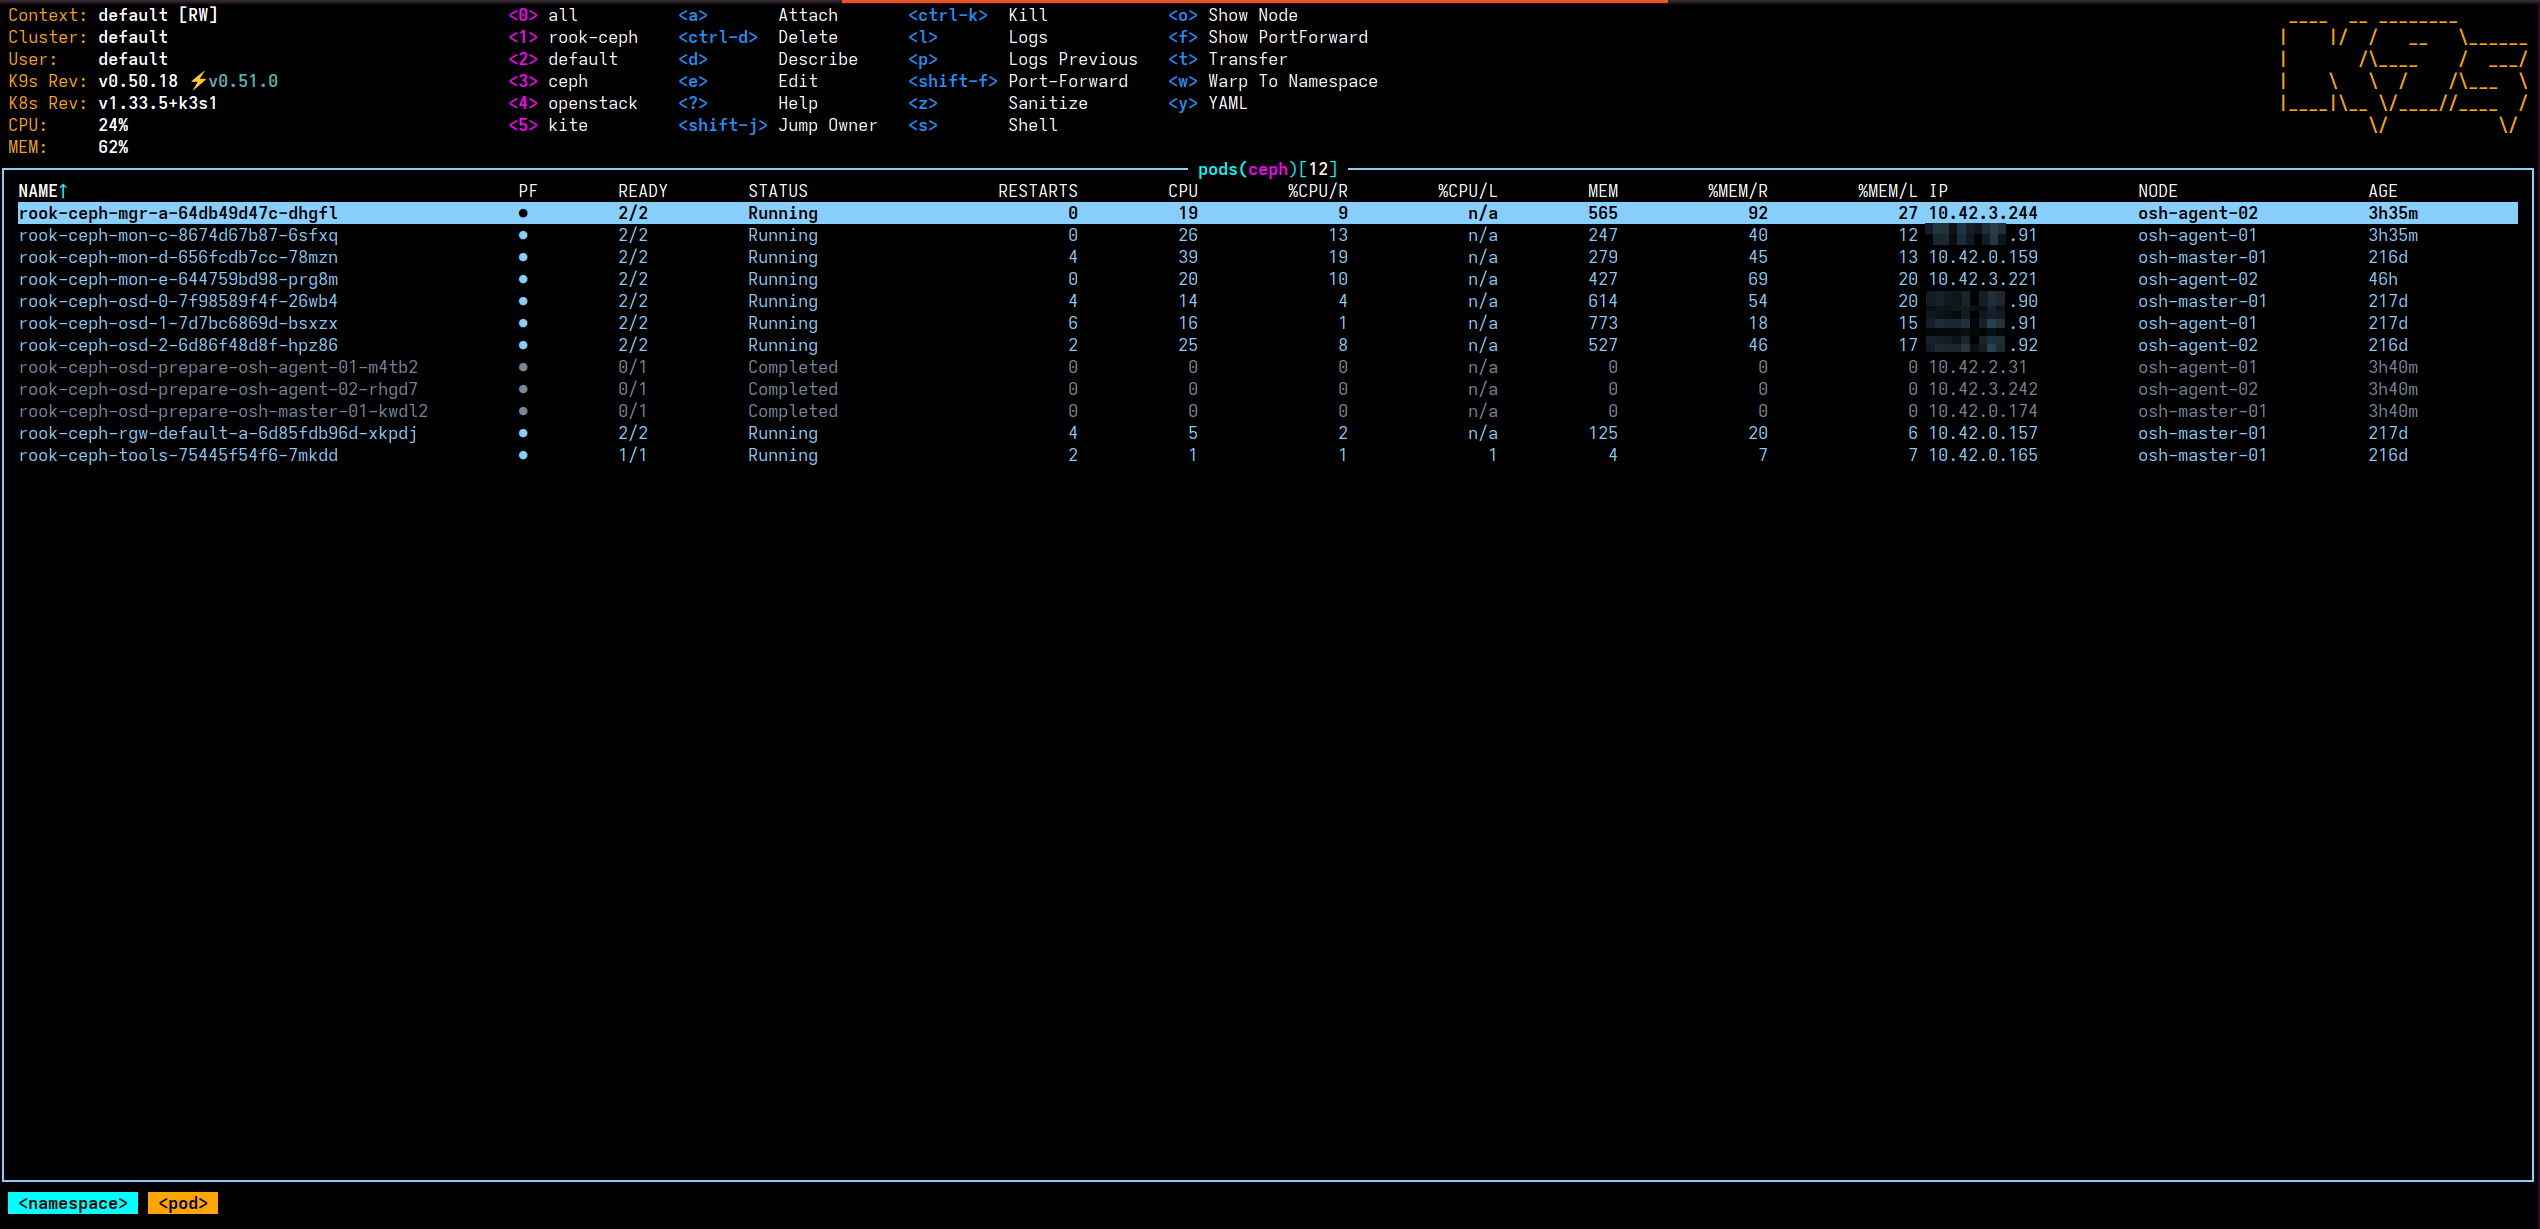 Context: default [RW] <0> all <a> Attach <ctrl-k> Kill <o> Show Node
Cluster: default <1> rook-ceph <ctrl-d> Delete <l> Logs <f> Show PortForward
User: default <2> default <d> Describe <p> Logs Previous <t> Transfer
K9s Rev: v0.50.18 ⚡v0.51.0 <3> ceph <e> Edit <shift-f> Port-Forward <w> Warp To Namespace
K8s Rev: v1.33.5+k3s1 <4> openstack <?> Help <z> Sanitize <y> YAML
CPU: 24% <5> kite <shift-j> Jump Owner <s> Shell
MEM: 62%
K9s
pods(ceph)[12]
NAME↑ PF READY STATUS RESTARTS CPU %CPU/R %CPU/L MEM %MEM/R %MEM/L IP NODE AGE
rook-ceph-mgr-a-64db49d47c-dhgfl ● 2/2 Running 0 19 9 n/a 565 92 27 10.42.3.244 osh-agent-02 3h35m
rook-ceph-mon-c-8674d67b87-6sfxq ● 2/2 Running 0 26 13 n/a 247 40 12 .91 osh-agent-01 3h35m
rook-ceph-mon-d-656fcdb7cc-78mzn ● 2/2 Running 4 39 19 n/a 279 45 13 10.42.0.159 osh-master-01 216d
rook-ceph-mon-e-644759bd98-prg8m ● 2/2 Running 0 20 10 n/a 427 69 20 10.42.3.221 osh-agent-02 46h
rook-ceph-osd-0-7f98589f4f-26wb4 ● 2/2 Running 4 14 4 n/a 614 54 20 .90 osh-master-01 217d
rook-ceph-osd-1-7d7bc6869d-bsxzx ● 2/2 Running 6 16 1 n/a 773 18 15 .91 osh-agent-01 217d
rook-ceph-osd-2-6d86f48d8f-hpz86 ● 2/2 Running 2 25 8 n/a 527 46 17 .92 osh-agent-02 216d
rook-ceph-osd-prepare-osh-agent-01-m4tb2 ● 0/1 Completed 0 0 0 n/a 0 0 0 10.42.2.31 osh-agent-01 3h40m
rook-ceph-osd-prepare-osh-agent-02-rhgd7 ● 0/1 Completed 0 0 0 n/a 0 0 0 10.42.3.242 osh-agent-02 3h40m
rook-ceph-osd-prepare-osh-master-01-kwdl2 ● 0/1 Completed 0 0 0 n/a 0 0 0 10.42.0.174 osh-master-01 3h40m
rook-ceph-rgw-default-a-6d85fdb96d-xkpdj ● 2/2 Running 4 5 2 n/a 125 20 6 10.42.0.157 osh-master-01 217d
rook-ceph-tools-75445f54f6-7mkdd ● 1/1 Running 2 1 1 1 4 7 7 10.42.0.165 osh-master-01 216d
<namespace> <pod>